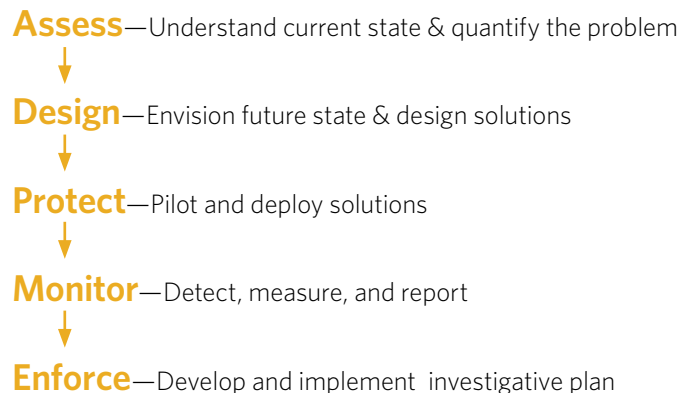 Assess—Understand current state & quantify the problem
Design—Envision future state & design solutions
Protect—Pilot and deploy solutions
Monitor—Detect, measure, and report
Enforce—Develop and implement investigative plan